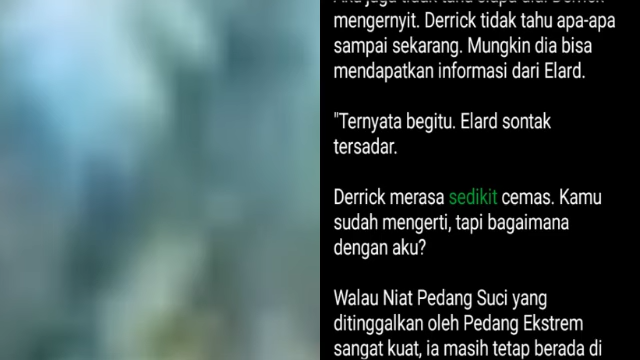 mengernyit. Derrick tidak tahu apa-apa
sampai sekarang. Mungkin dia bisa
mendapatkan informasi dari Elard.
"Ternyata begitu. Elard sontak
tersadar.
Derrick merasa sedikit cemas. Kamu
sudah mengerti, tapi bagaimana
dengan aku?
Walau Niat Pedang Suci yang
ditinggalkan oleh Pedang Ekstrem
sangat kuat, ia masih tetap berada di